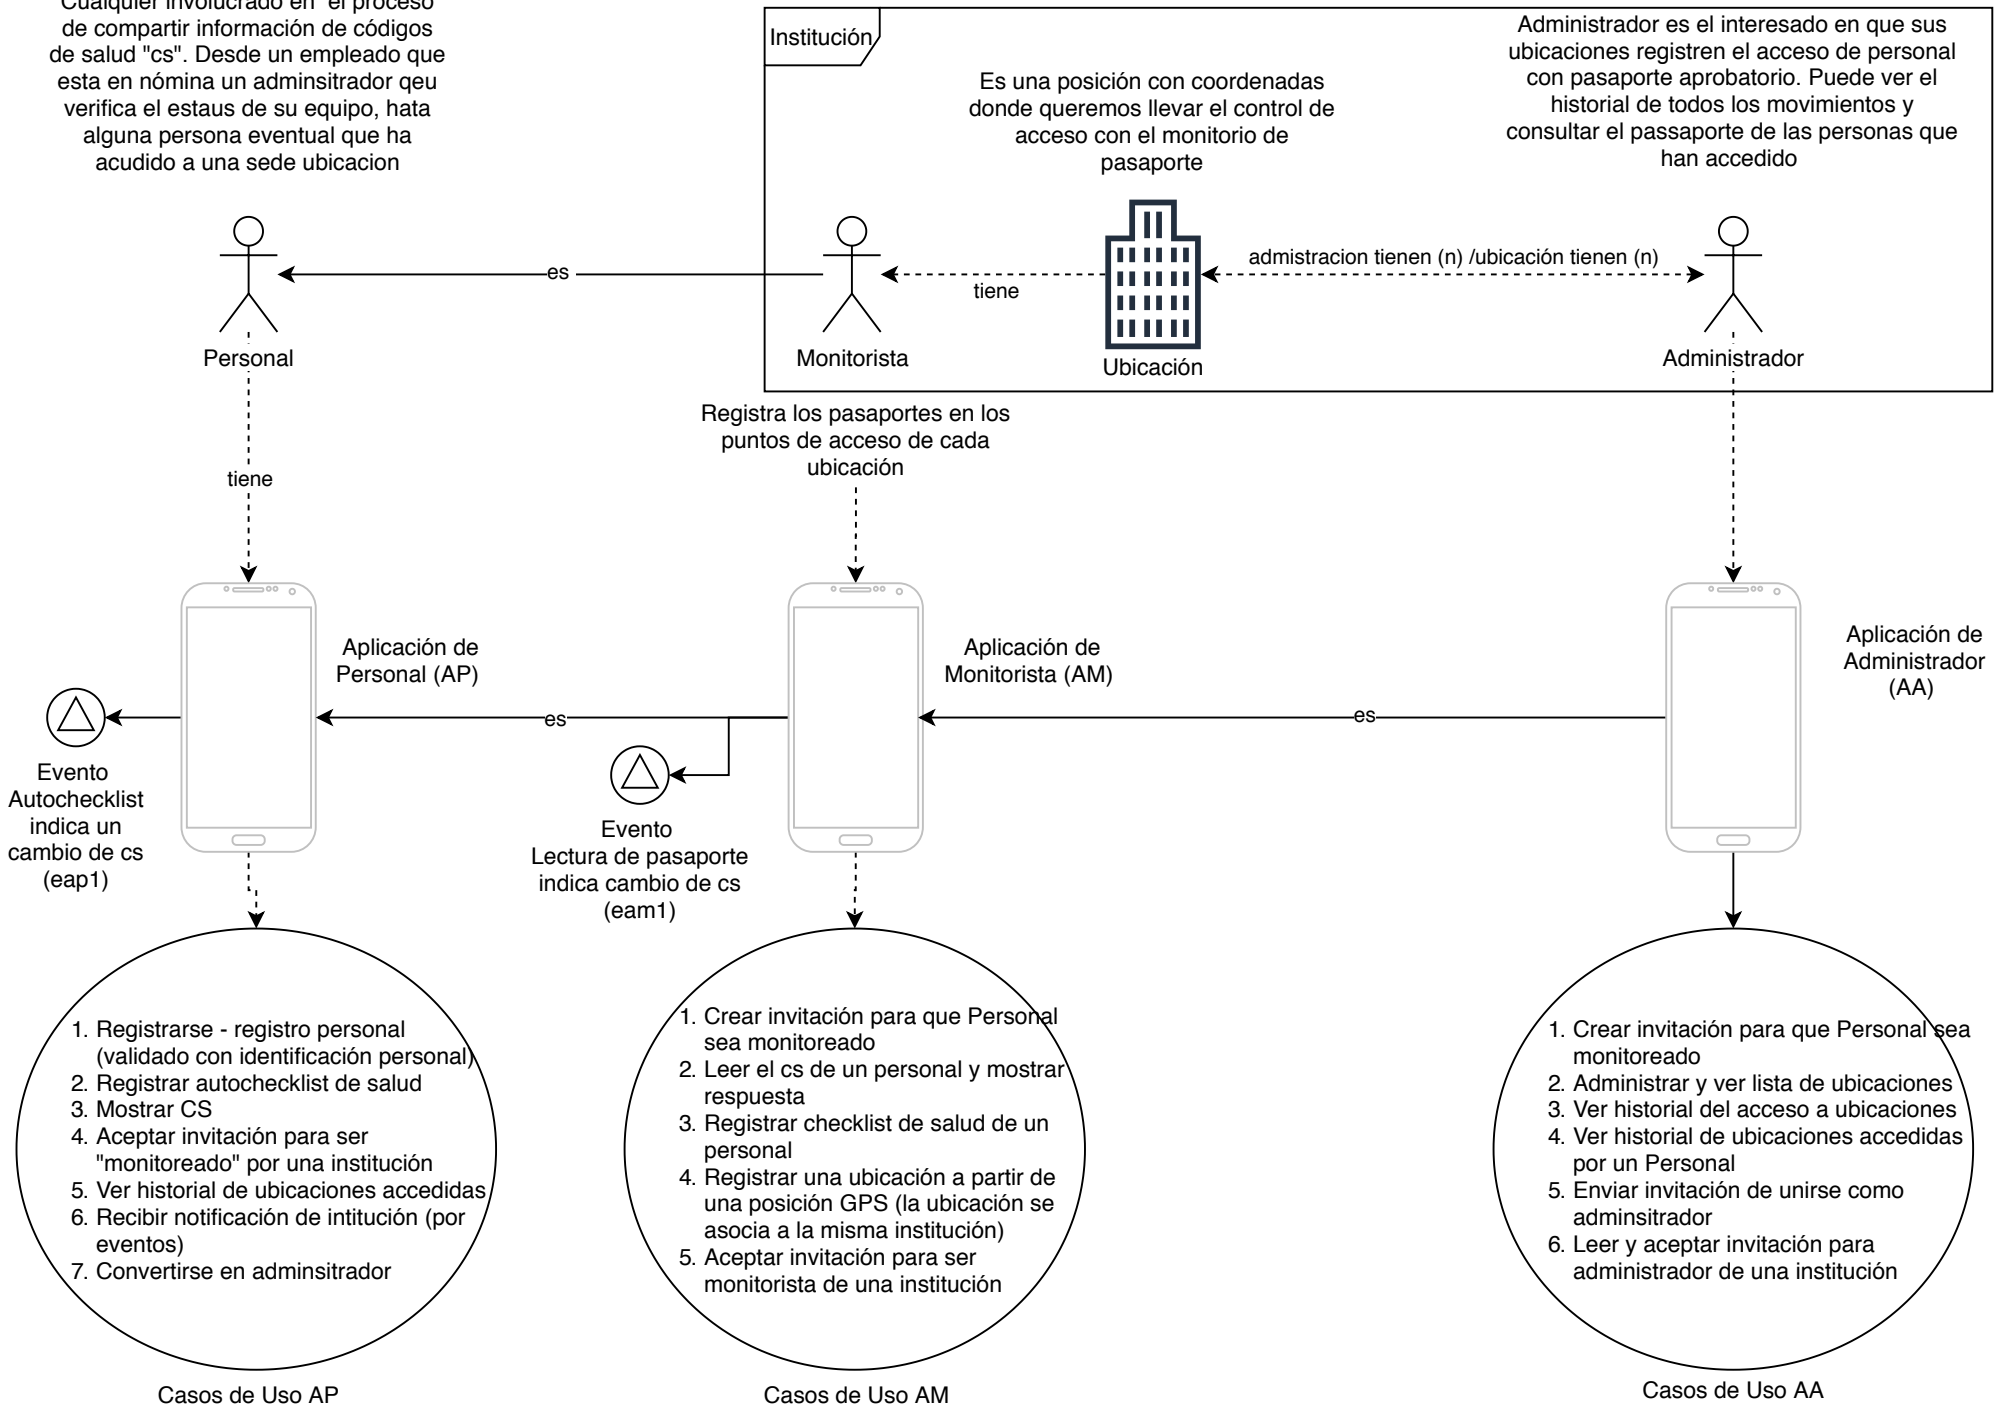 Cualquier involucrado en el proceso
de compartir información de códigos
de salud "cs". Desde un empleado que
esta en nómina un adminsitrador qeu
verifica el estaus de su equipo, hata
alguna persona eventual que ha
acudido a una sede ubicacion
Institución
Es una posición con coordenadas
donde queremos llevar el control de
acceso con el monitorio de
pasaporte
Administrador es el interesado en que sus
ubicaciones registren el acceso de personal
con pasaporte aprobatorio. Puede ver el
historial de todos los movimientos y
consultar el passaporte de las personas que
han accedido
es
tiene
admistracion tienen (n) /ubicación tienen (n)
Personal
Monitorista
Ubicación
Administrador
Registra los pasaportes en los
puntos de acceso de cada
ubicación
tiene
Aplicación de
Personal (AP)
Aplicación de
Monitorista (AM)
Aplicación de
Administrador
(AA)
es
es
Evento
Autochecklist
indica un
cambio de cs
(eap1)
Evento
Lectura de pasaporte
indica cambio de cs
(eam1)
1. Registrarse - registro personal
(validado con identificación personal)
2. Registrar autochecklist de salud
3. Mostrar CS
4. Aceptar invitación para ser
"monitoreado" por una institución
5. Ver historial de ubicaciones accedidas
6. Recibir notificación de intitución (por
eventos)
7. Convertirse en adminsitrador
1. Crear invitación para que Personal
sea monitoreado
2. Leer el cs de un personal y mostrar
respuesta
3. Registrar checklist de salud de un
personal
4. Registrar una ubicación a partir de
una posición GPS (la ubicación se
asocia a la misma institución)
5. Aceptar invitación para ser
monitorista de una institución
1. Crear invitación para que Personal sea
monitoreado
2. Administrar y ver lista de ubicaciones
3. Ver historial del acceso a ubicaciones
4. Ver historial de ubicaciones accedidas
por un Personal
5. Enviar invitación de unirse como
adminsitrador
6. Leer y aceptar invitación para
administrador de una institución
Casos de Uso AP
Casos de Uso AM
Casos de Uso AA